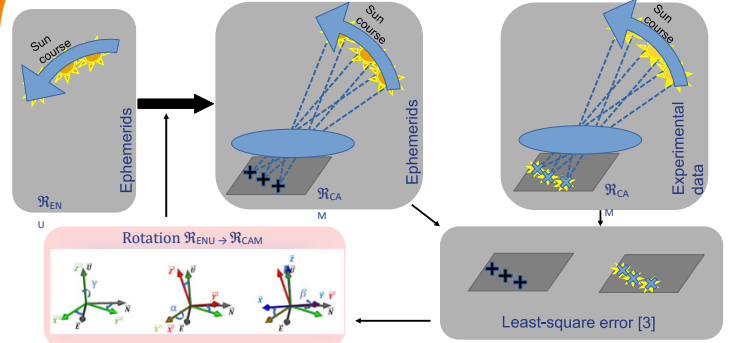 Sun
course
Ephemerids
ℜEN
U
Sun
course
Ephemerids
ℜCA
M
Sun
course
Experimental
data
ℜCA
M
Rotation ℜENU → ℜCAM
γ
α
β
Least-square error [3]